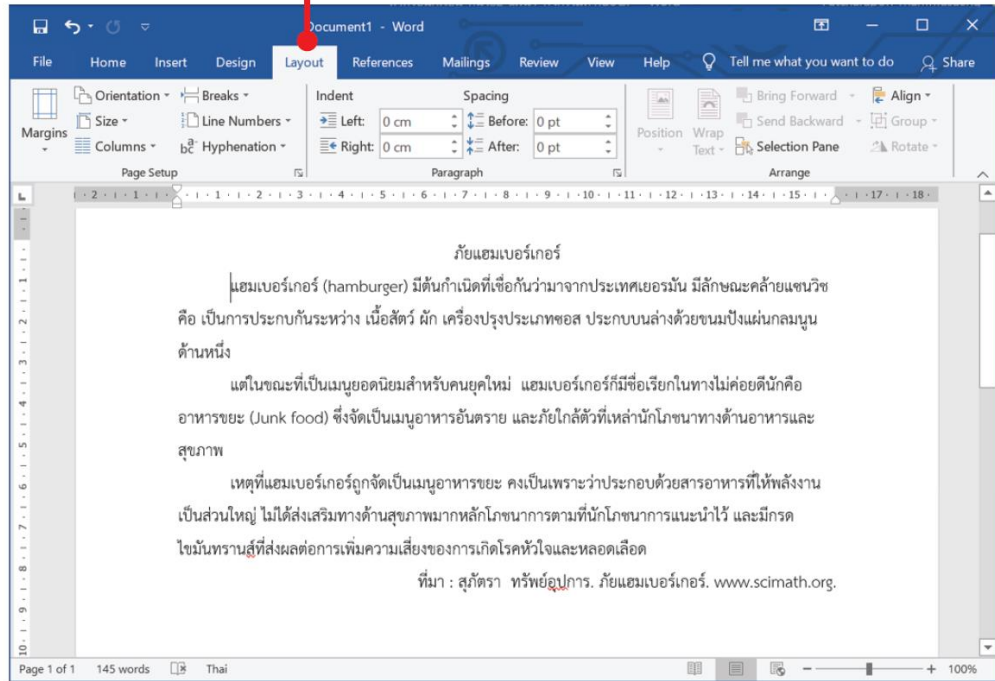 Document1 - Word
File Home Insert Design Layout References Mailings Review View Help Tell me what you want to do Share
Orientation Breaks Indent Spacing Bring Forward Align
Size Line Numbers Left: 0 cm Before: 0 pt Send Backward Group
Margins Columns Hyphenation Right: 0 cm After: 0 pt Position Wrap Text Selection Pane Rotate
Page Setup Paragraph Arrange
2 1 1 2 3 4 5 6 7 8 9 10 11 12 13 14 15 17 18
ภัยแฮมเบอร์เกอร์
แฮมเบอร์เกอร์ (hamburger) มีต้นกำเนิดที่เชื่อกันว่ามาจากประเทศเยอรมัน มีลักษณะคล้ายแซนวิช
คือ เป็นการประกบกันระหว่าง เนื้อสัตว์ ผัก เครื่องปรุงประเภทซอส ประกบบนล่างด้วยขนมปังแผ่นกลมนูน
ด้านหนึ่ง
แต่ในขณะที่เป็นเมนูยอดนิยมสำหรับคนยุคใหม่ แฮมเบอร์เกอร์ก็มีชื่อเรียกในทางไม่ค่อยดีนักคือ
อาหารขยะ (Junk food) ซึ่งจัดเป็นเมนูอาหารอันตราย และภัยใกล้ตัวที่เหล่านักโภชนาทางด้านอาหารและ
สุขภาพ
เหตุที่แฮมเบอร์เกอร์ถูกจัดเป็นเมนูอาหารขยะ คงเป็นเพราะว่าประกอบด้วยสารอาหารที่ให้พลังงาน
เป็นส่วนใหญ่ ไม่ได้ส่งเสริมทางด้านสุขภาพมากหลักโภชนาการตามที่นักโภชนาการแนะนำไว้ และมีกรด
ไขมันทรานส์ที่ส่งผลต่อการเพิ่มความเสี่ยงของการเกิดโรคหัวใจและหลอดเลือด
ที่มา : สุภัตรา ทรัพย์อุปการ. ภัยแฮมเบอร์เกอร์. www.scimath.org.
1 1 2 3 4 5 6 7 8 9 10
Page 1 of 1 145 words Thai 100%